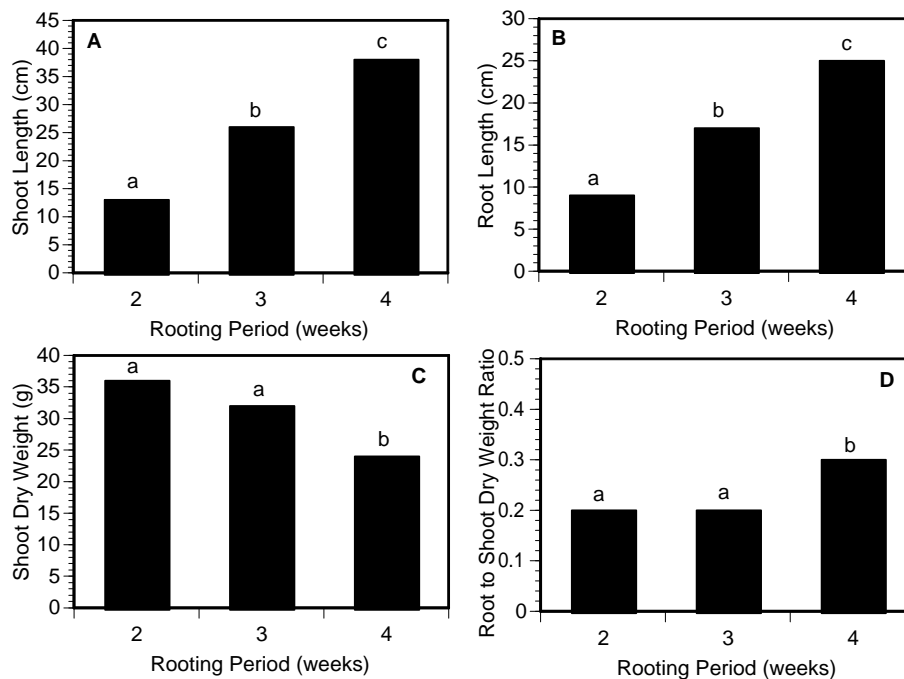 A
Shoot Length (cm)
45
40
35
30
25
20
15
10
5
0
a
b
c
2 3 4
Rooting Period (weeks)
B
Root Length (cm)
30
25
20
15
10
5
0
a
b
c
2 3 4
Rooting Period (weeks)
C
Shoot Dry Weight (g)
40
35
30
25
20
15
10
5
0
a
a
b
2 3 4
Rooting Period (weeks)
D
Root to Shoot Dry Weight Ratio
0.5
0.4
0.3
0.2
0.1
0
a
a
b
2 3 4
Rooting Period (weeks)